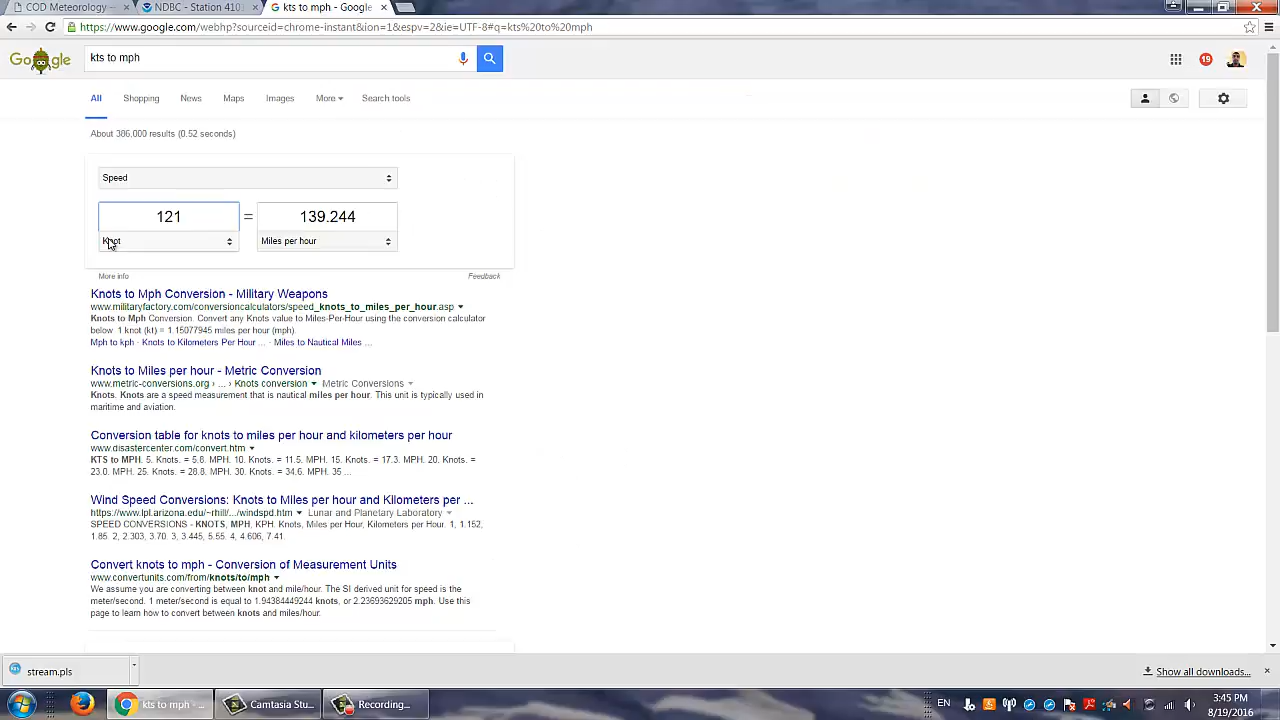 COD Meteorology --
NDBC - Station 4101
kts to mph - Google
https://www.google.com/webhp?sourceid=chrome-instant&ion=1&espv=2&ie=UTF-8#q=kts%20to%20mph
Google
kts to mph
19
All
Shopping
News
Maps
Images
More
Search tools
About 386,000 results (0.52 seconds)
Speed
121
=
139.244
Knot
Miles per hour
More info
Feedback
Knots to Mph Conversion - Military Weapons
www.militaryfactory.com/conversioncalculators/speed_knots_to_miles_per_hour.asp
Knots to Mph Conversion. Convert any Knots value to Miles-Per-Hour using the conversion calculator
below. 1 knot (kt) = 1.15077945 miles per hour (mph).
Mph to kph - Knots to Kilometers Per Hour ... - Miles to Nautical Miles ...
Knots to Miles per hour - Metric Conversion
www.metric-conversions.org › ... › Knots conversion Metric Conversions
Knots. Knots are a speed measurement that is nautical miles per hour. This unit is typically used in
maritime and aviation.
Conversion table for knots to miles per hour and kilometers per hour
www.disastercenter.com/convert.htm
KTS to MPH. 5. Knots. = 5.8. MPH. 10. Knots. = 11.5. MPH. 15. Knots. = 17.3. MPH. 20. Knots. =
23.0. MPH. 25. Knots. = 28.8. MPH. 30. Knots. = 34.6. MPH. 35 ...
Wind Speed Conversions: Knots to Miles per hour and Kilometers per ...
https://www.lpl.arizona.edu/~rhill/.../windspd.htm Lunar and Planetary Laboratory
SPEED CONVERSIONS - KNOTS, MPH, KPH. Knots, Miles per Hour, Kilometers per Hour. 1, 1.152,
1.85. 2, 2.303, 3.70. 3, 3.445, 5.55. 4, 4.606, 7.41.
Convert knots to mph - Conversion of Measurement Units
www.convertunits.com/from/knots/to/mph
We assume you are converting between knot and mile/hour. The SI derived unit for speed is the
meter/second. 1 meter/second is equal to 1.94384449244 knots, or 2.23693629205 mph. Use this
page to learn how to convert between knots and miles/hour.
stream.pls
Show all downloads...
kts to mph - ...
Camtasia Stu...
Recording...
EN
3:45 PM
8/19/2016